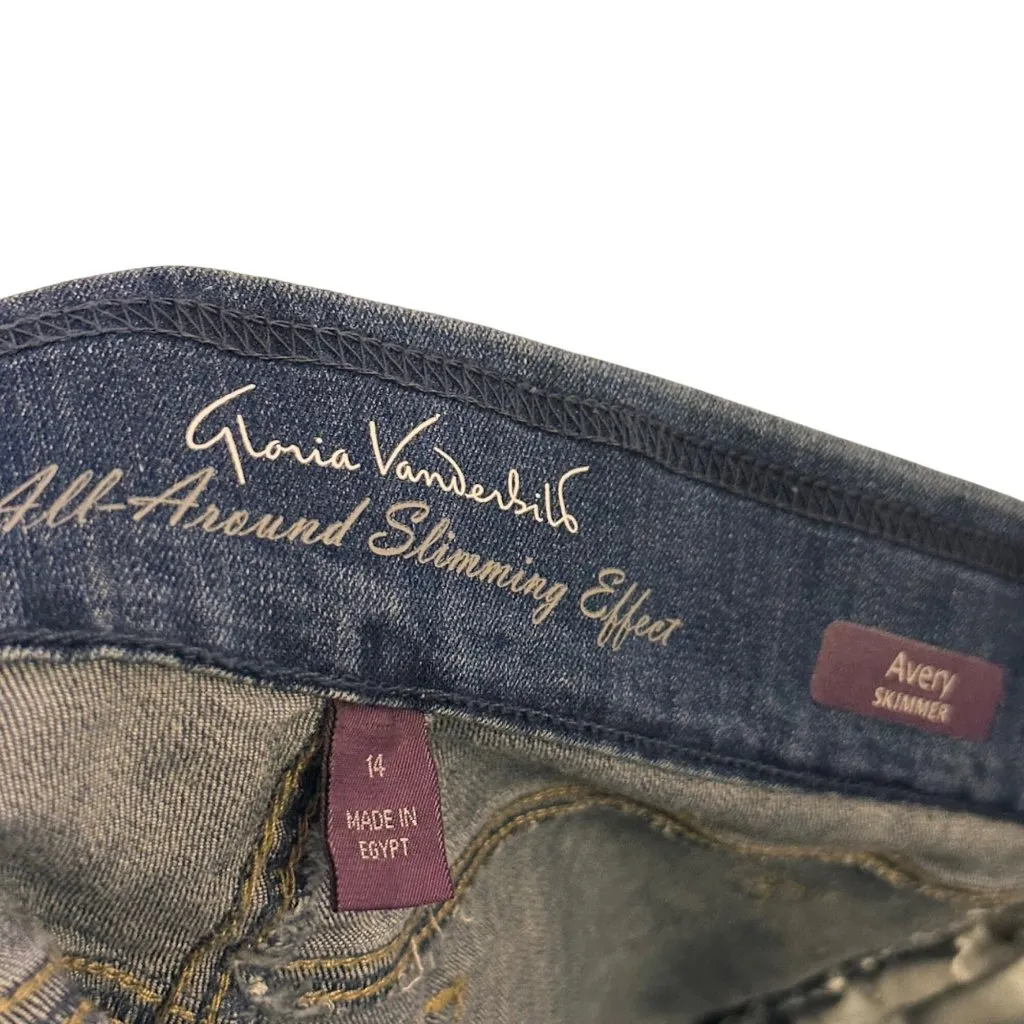 Gloria Vanderbilt
All-Around Slimming Effect
Avery
SKIMMER
14
MADE IN
EGYPT